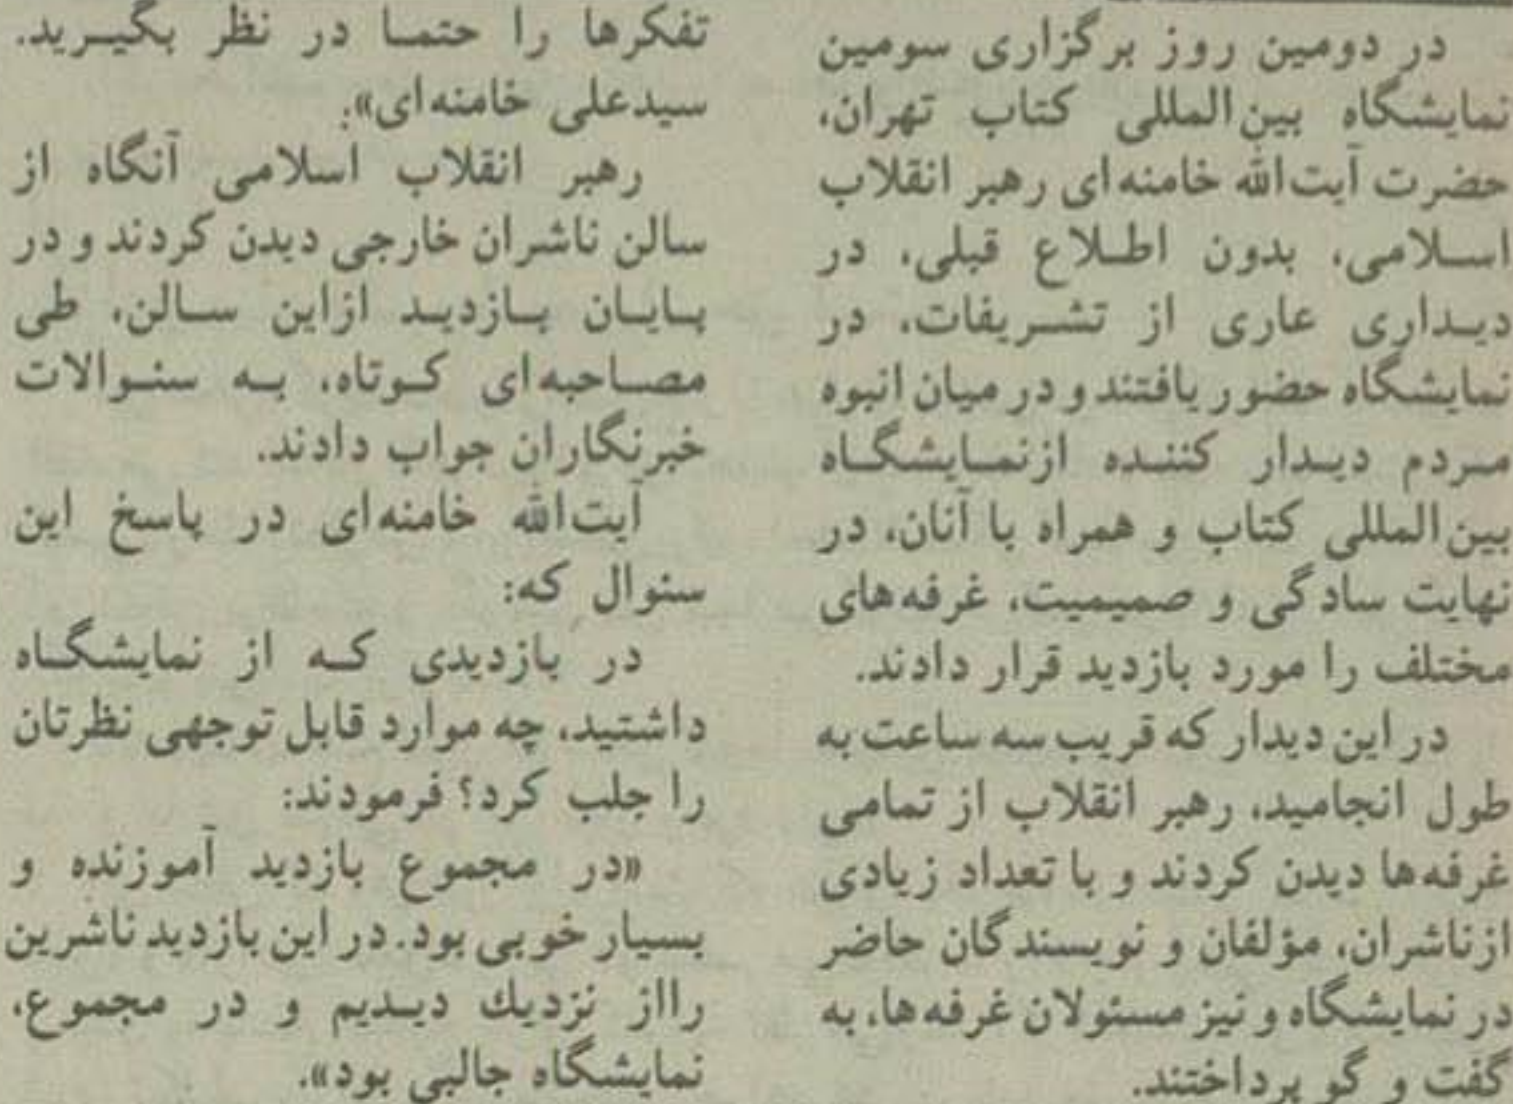 در دومین روز برگزاری سومین
نمایشگاه بین‌المللی کتاب تهران،
حضرت آیت‌الله خامنه‌ای رهبر انقلاب
اسلامی، بدون اطلاع قبلی، در
دیداری عاری از تشریفات، در
نمایشگاه حضور یافتند و در میان انبوه
مردم دیدار کننده ازنمایشگاه
بین‌المللی کتاب و همراه با آنان، در
نهایت سادگی و صمیمیت، غرفه‌های
مختلف را مورد بازدید قرار دادند.
در این دیدار که قریب سه ساعت به
طول انجامید، رهبر انقلاب از تمامی
غرفه‌ها دیدن کردند و با تعداد زیادی
ازناشران، مؤلفان و نویسندگان حاضر
در نمایشگاه و نیز مسئولان غرفه‌ها، به
گفت و گو پرداختند.
تفکرها را حتما در نظر بگیرید.
سیدعلی خامنه‌ای».
رهبر انقلاب اسلامی آنگاه از
سالن ناشران خارجی دیدن کردند و در
پایان بازدید ازاین سالن، طی
مصاحبه‌ای کوتاه، به سئوالات
خبرنگاران جواب دادند.
آیت‌الله خامنه‌ای در پاسخ این
سئوال که:
در بازدیدی که از نمایشگاه
داشتید، چه موارد قابل توجهی نظرتان
را جلب کرد؟ فرمودند:
«در مجموع بازدید آموزنده و
بسیار خوبی بود. در این بازدید ناشرین
رااز نزدیك دیدیم و در مجموع،
نمایشگاه جالبی بود».